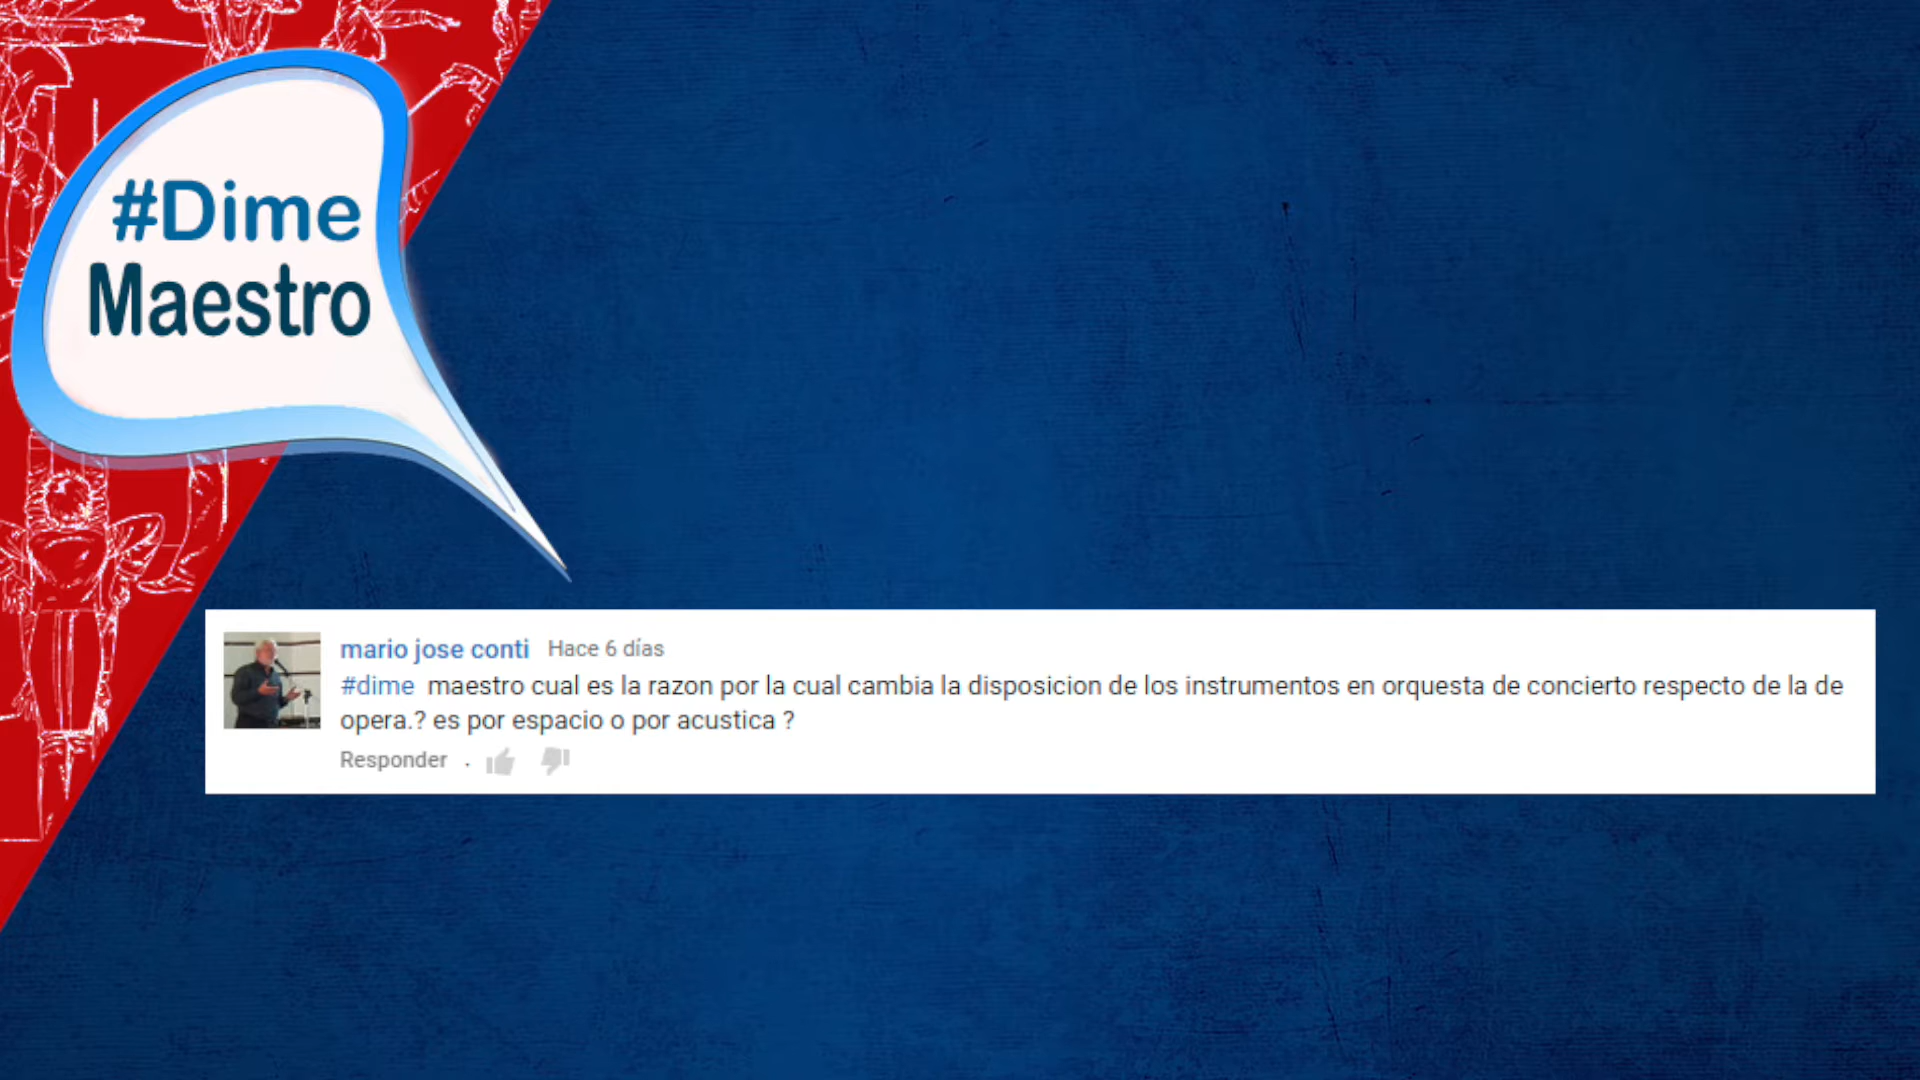 #Dime
Maestro
mario jose conti Hace 6 días
#dime maestro cual es la razon por la cual cambia la disposicion de los instrumentos en orquesta de concierto respecto de la de
opera.? es por espacio o por acustica ?
Responder .